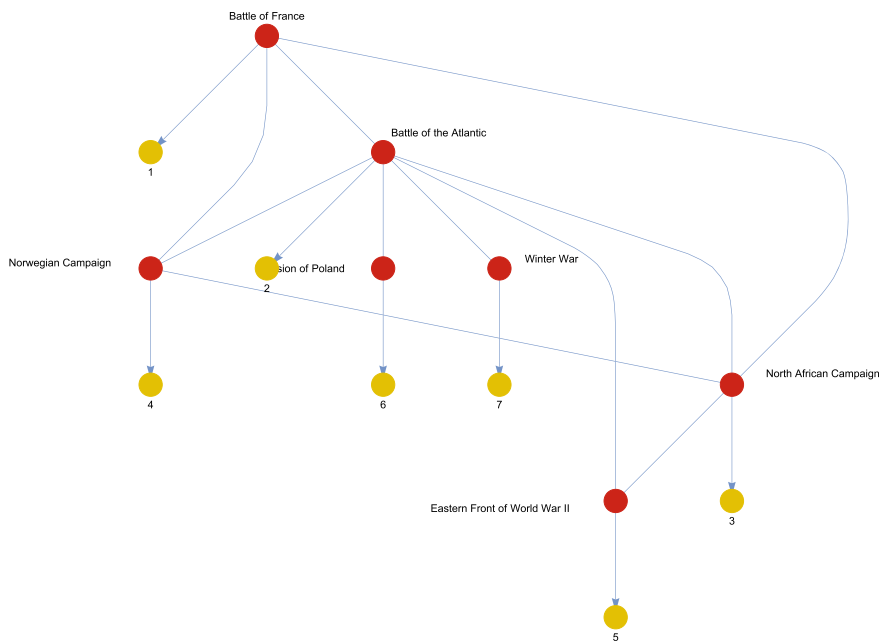 Battle of France
Battle of the Atlantic
1
Norwegian Campaign
of Poland
Winter War
2
North African Campaign
4
6
7
Eastern Front of World War II
3
5